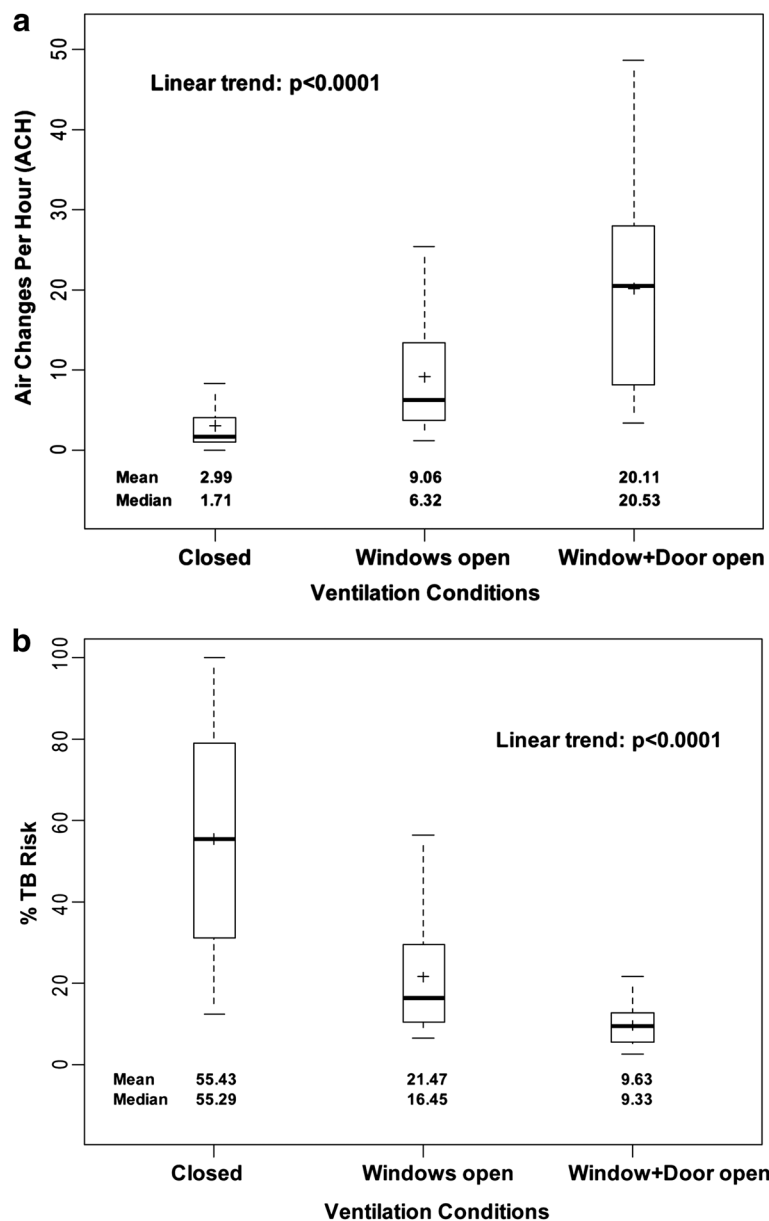 a
Linear trend: p<0.0001
Air Changes Per Hour (ACH)
50
40
30
20
10
0
Mean 2.99 9.06 20.11
Median 1.71 6.32 20.53
Closed Windows open Window+Door open
Ventilation Conditions
b
Linear trend: p<0.0001
% TB Risk
100
80
60
40
20
0
Mean 55.43 21.47 9.63
Median 55.29 16.45 9.33
Closed Windows open Window+Door open
Ventilation Conditions